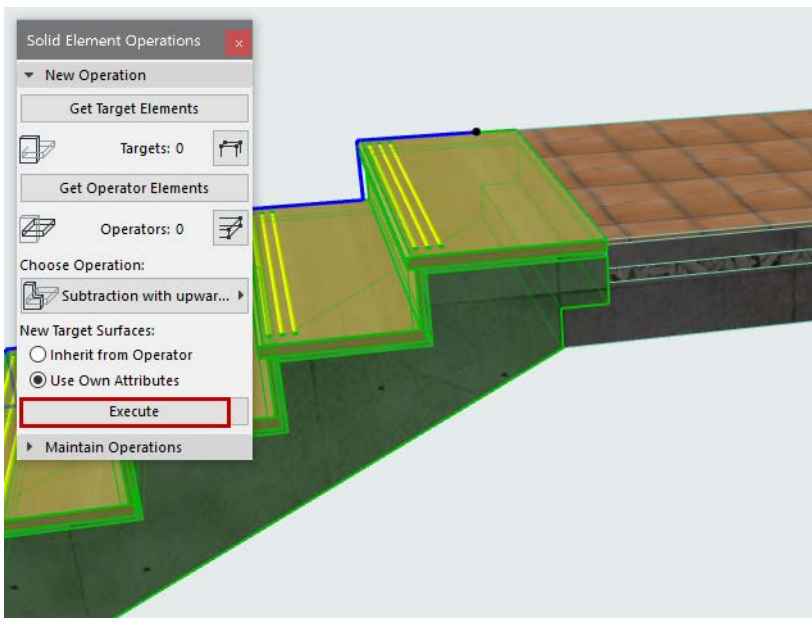 Solid Element Operations
New Operation
Get Target Elements
Targets: 0
Get Operator Elements
Operators: 0
Choose Operation:
Subtraction with upwar...
New Target Surfaces:
Inherit from Operator
Use Own Attributes
Execute
Maintain Operations